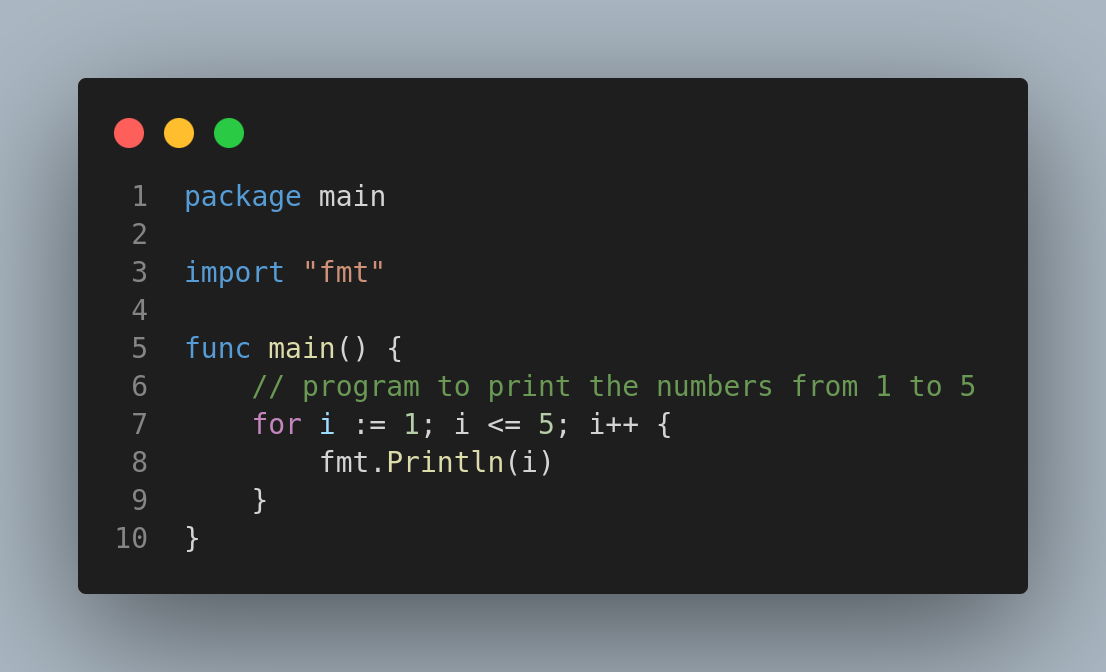 1 package main
2
3 import "fmt"
4
5 func main() {
6     // program to print the numbers from 1 to 5
7     for i := 1; i <= 5; i++ {
8         fmt.Println(i)
9     }
10 }